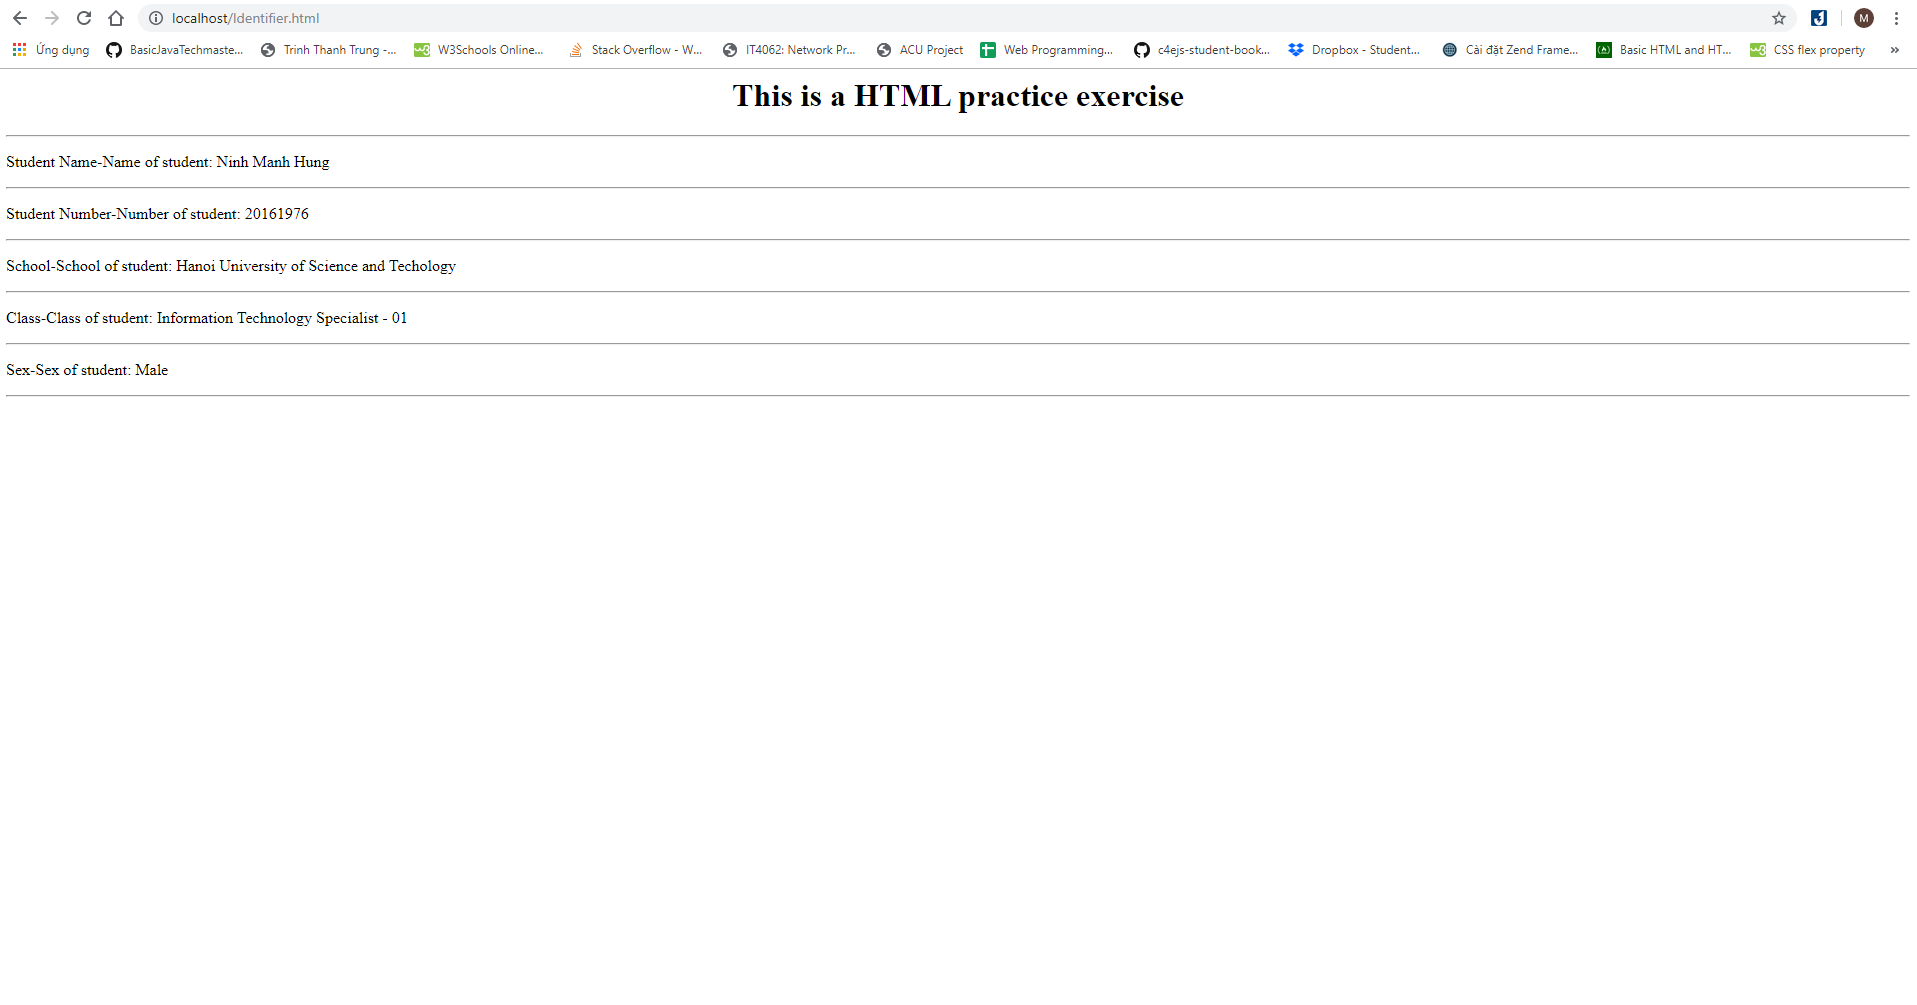 localhost/Identifier.html
Ứng dụng BasicJavaTechmaste... Trinh Thanh Trung -... W3Schools Online... Stack Overflow - W... IT4062: Network Pr... ACU Project Web Programming... c4ejs-student-book... Dropbox - Student... Cài đặt Zend Frame... Basic HTML and HT... CSS flex property »
This is a HTML practice exercise
Student Name-Name of student: Ninh Manh Hung
Student Number-Number of student: 20161976
School-School of student: Hanoi University of Science and Techology
Class-Class of student: Information Technology Specialist - 01
Sex-Sex of student: Male